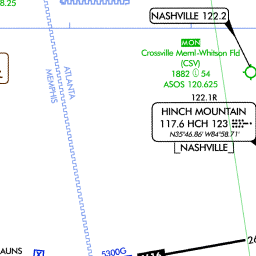 8.25
NASHVILLE 122.2
MON
Crossville Meml-Whitson Fld
(CSV)
1882 54
ASOS 120.625
122.1R
HINCH MOUNTAIN
117.6 HCH 123
N35°46.86' W84°58.71'
NASHVILLE
ATLANTA
MEMPHIS
26
AUNS
5300G